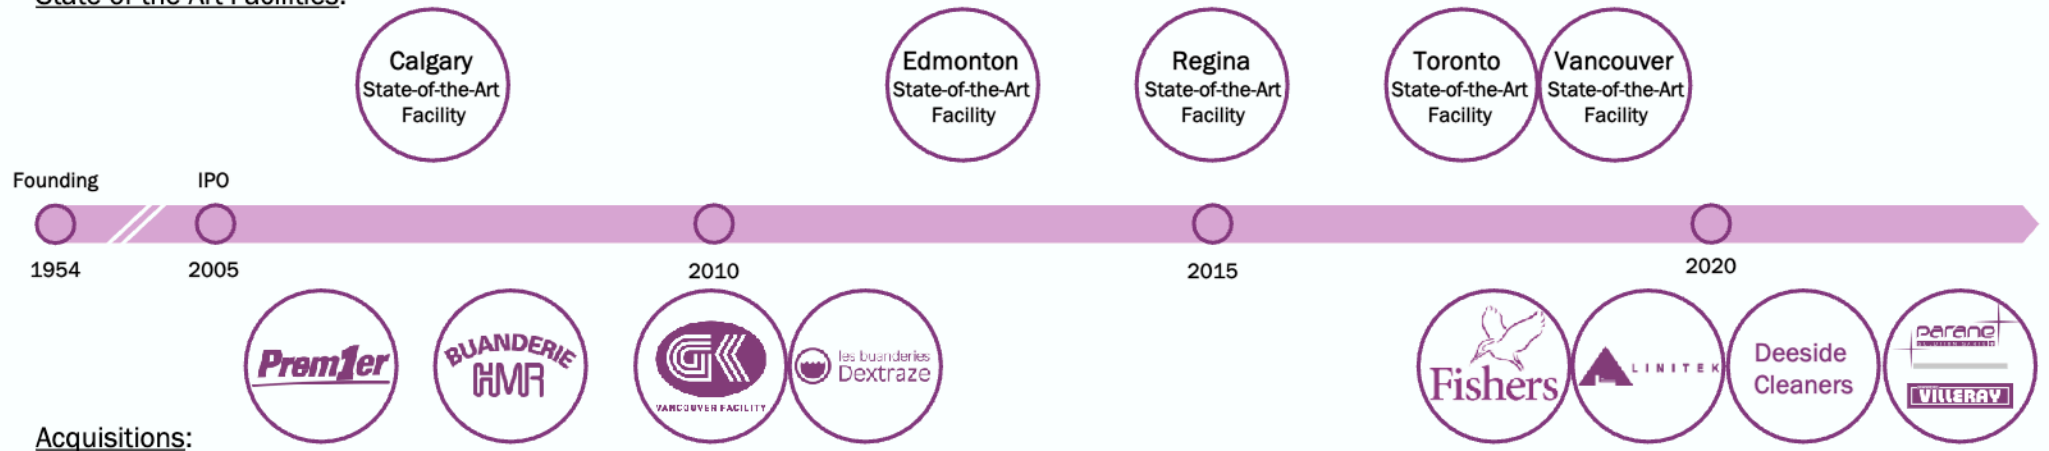 State-of-the-Art Facilities:
Calgary
State-of-the-Art
Facility
Edmonton
State-of-the-Art
Facility
Regina
State-of-the-Art
Facility
Toronto
State-of-the-Art
Facility
Vancouver
State-of-the-Art
Facility
Founding
IPO
1954
2005
2010
2015
2020
Prem1er
BUANDERIE
HMR
GK
VANCOUVER FACILITY
les buanderies
Dextraze
Fishers
LINITEK
Deeside
Cleaners
parane
VILLERAY
Acquisitions: